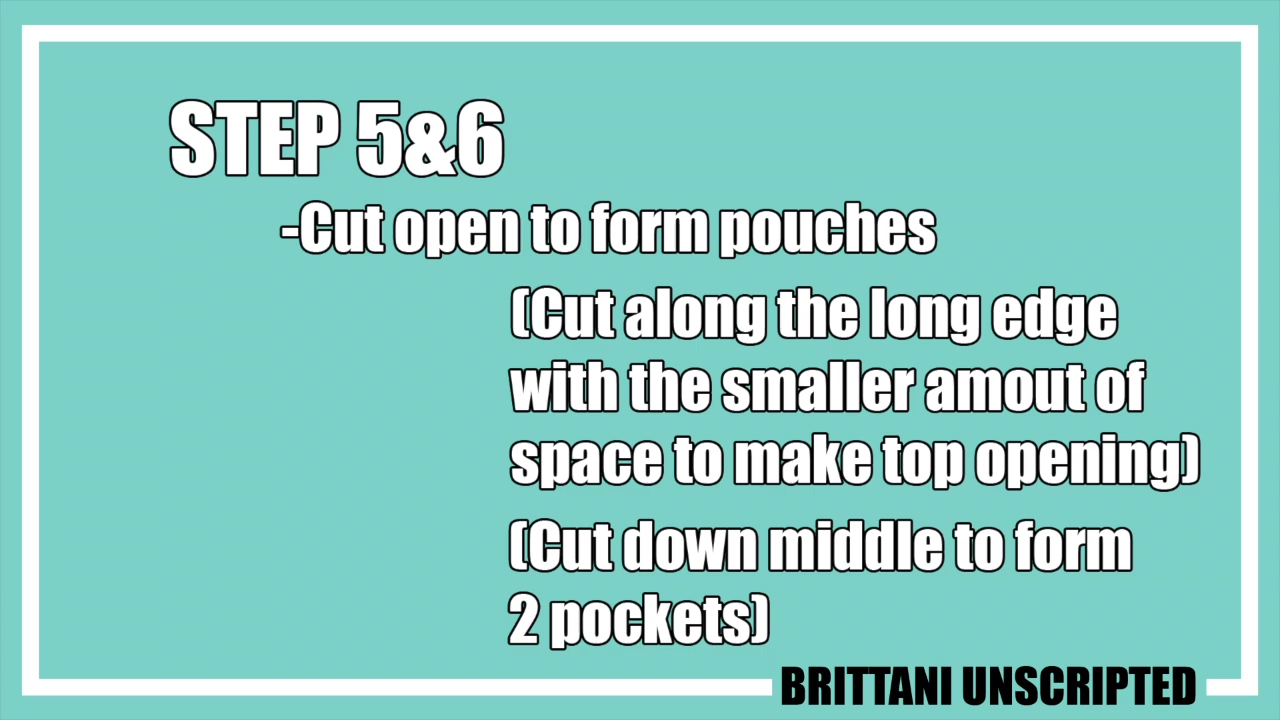 STEP 5&6
-Cut open to form pouches
(Cut along the long edge
with the smaller amout of
space to make top opening)
(Cut down middle to form
2 pockets)
BRITTANI UNSCRIPTED